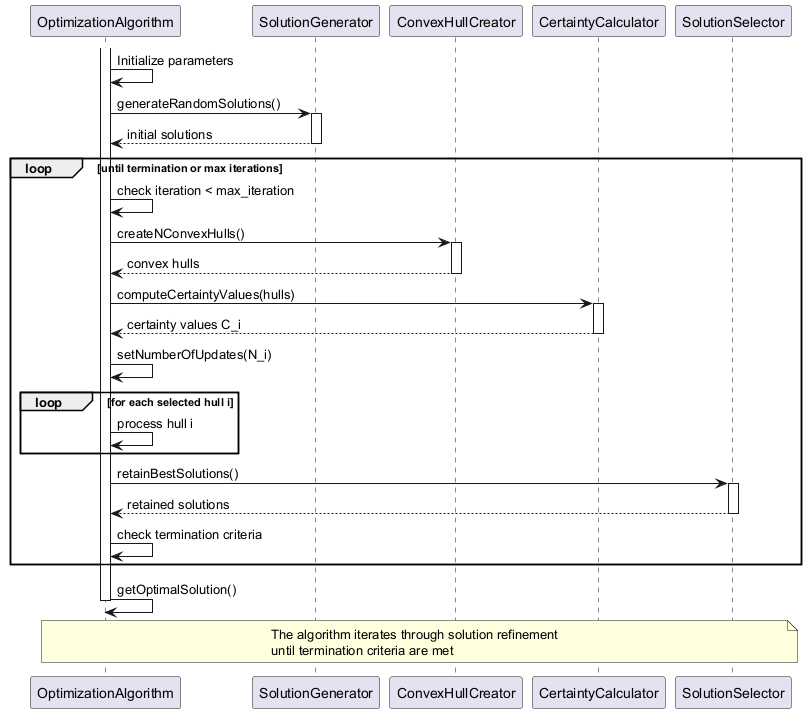 OptimizationAlgorithm SolutionGenerator ConvexHullCreator CertaintyCalculator SolutionSelector
Initialize parameters
generateRandomSolutions()
initial solutions
loop [until termination or max iterations]
check iteration < max_iteration
createNConvexHulls()
convex hulls
computeCertaintyValues(hulls)
certainty values C_i
setNumberOfUpdates(N_i)
loop [for each selected hull i]
process hull i
retainBestSolutions()
retained solutions
check termination criteria
getOptimalSolution()
The algorithm iterates through solution refinement
until termination criteria are met
OptimizationAlgorithm SolutionGenerator ConvexHullCreator CertaintyCalculator SolutionSelector